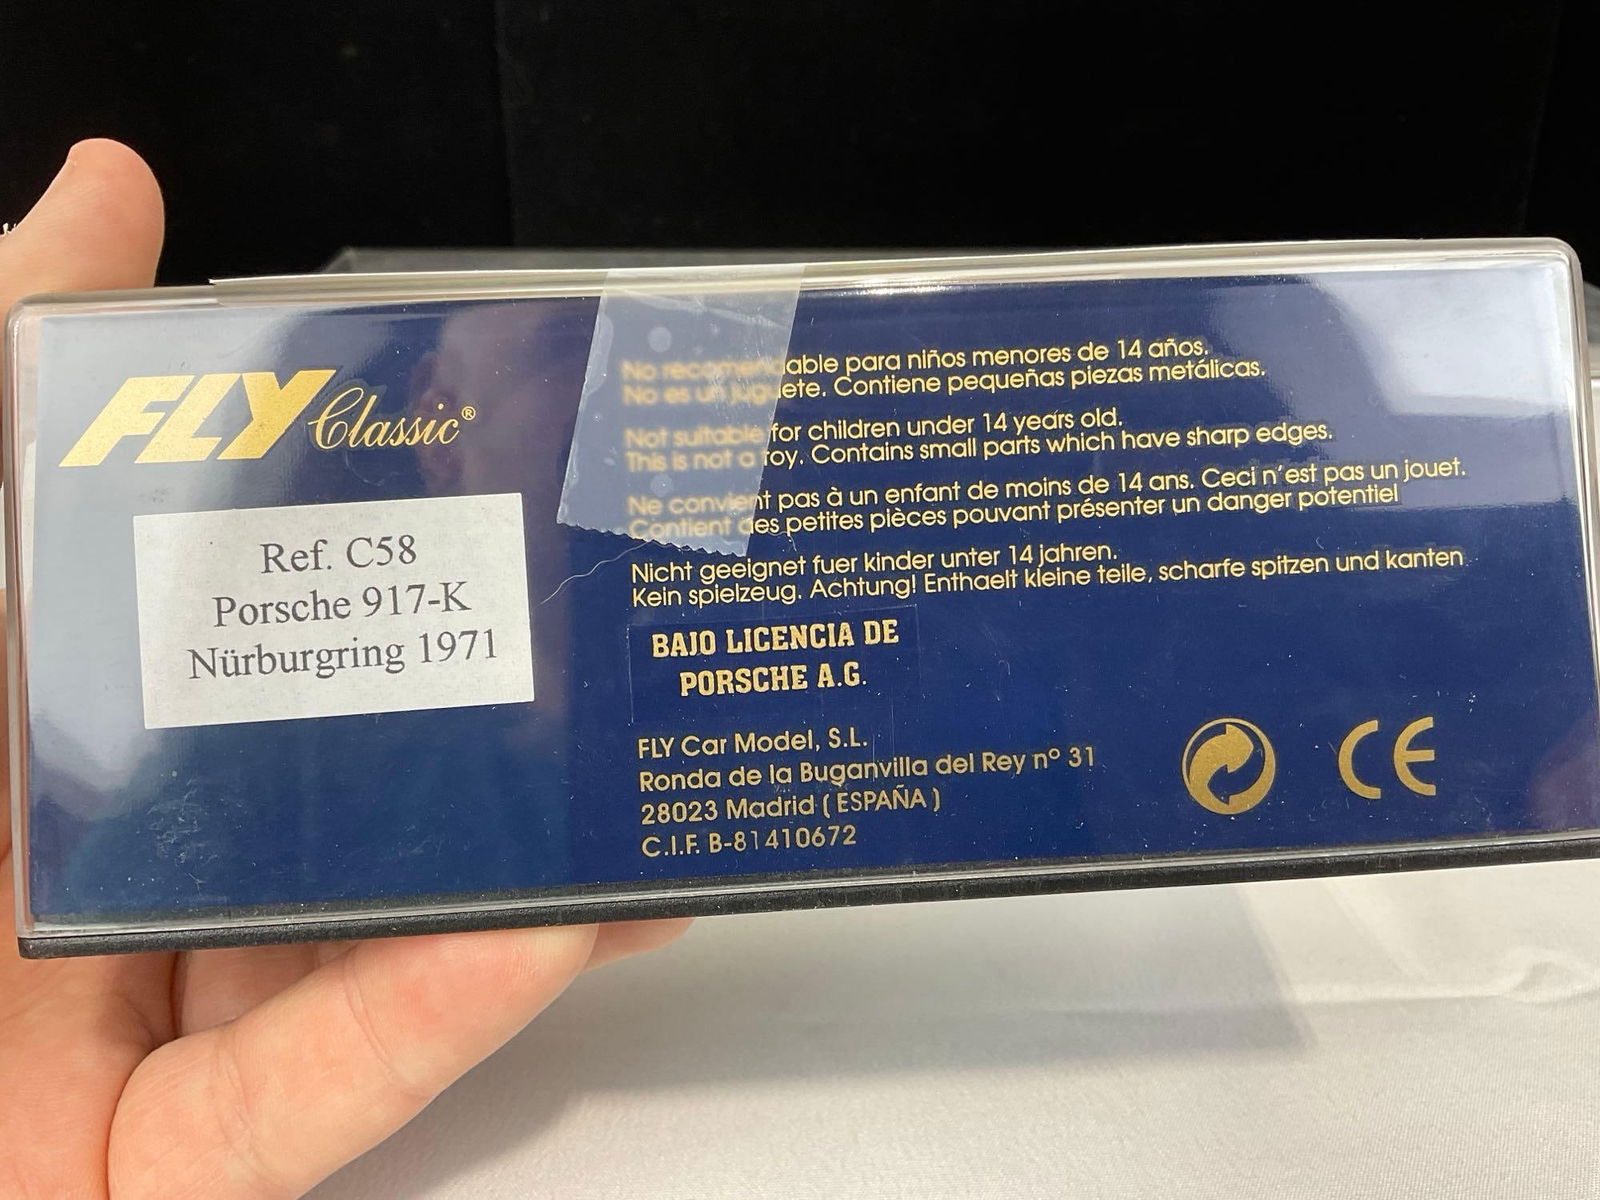 FLY Classic®
Ref. C58
Porsche 917-K
Nürburgring 1971
No recomendable para niños menores de 14 años.
No es un juguete. Contiene pequeñas piezas metálicas.
Not suitable for children under 14 years old.
This is not a toy. Contains small parts which have sharp edges.
Ne convient pas à un enfant de moins de 14 ans. Ceci n'est pas un jouet.
Contient des petites pièces pouvant présenter un danger potentiel
Nicht geeignet fuer kinder unter 14 jahren.
Kein spielzeug. Achtung! Enthaelt kleine teile, scharfe spitzen und kanten
BAJO LICENCIA DE
PORSCHE A.G.
FLY Car Model, S.L.
Ronda de la Buganvilla del Rey nº 31
28023 Madrid ( ESPAÑA )
C.I.F. B-81410672
CE